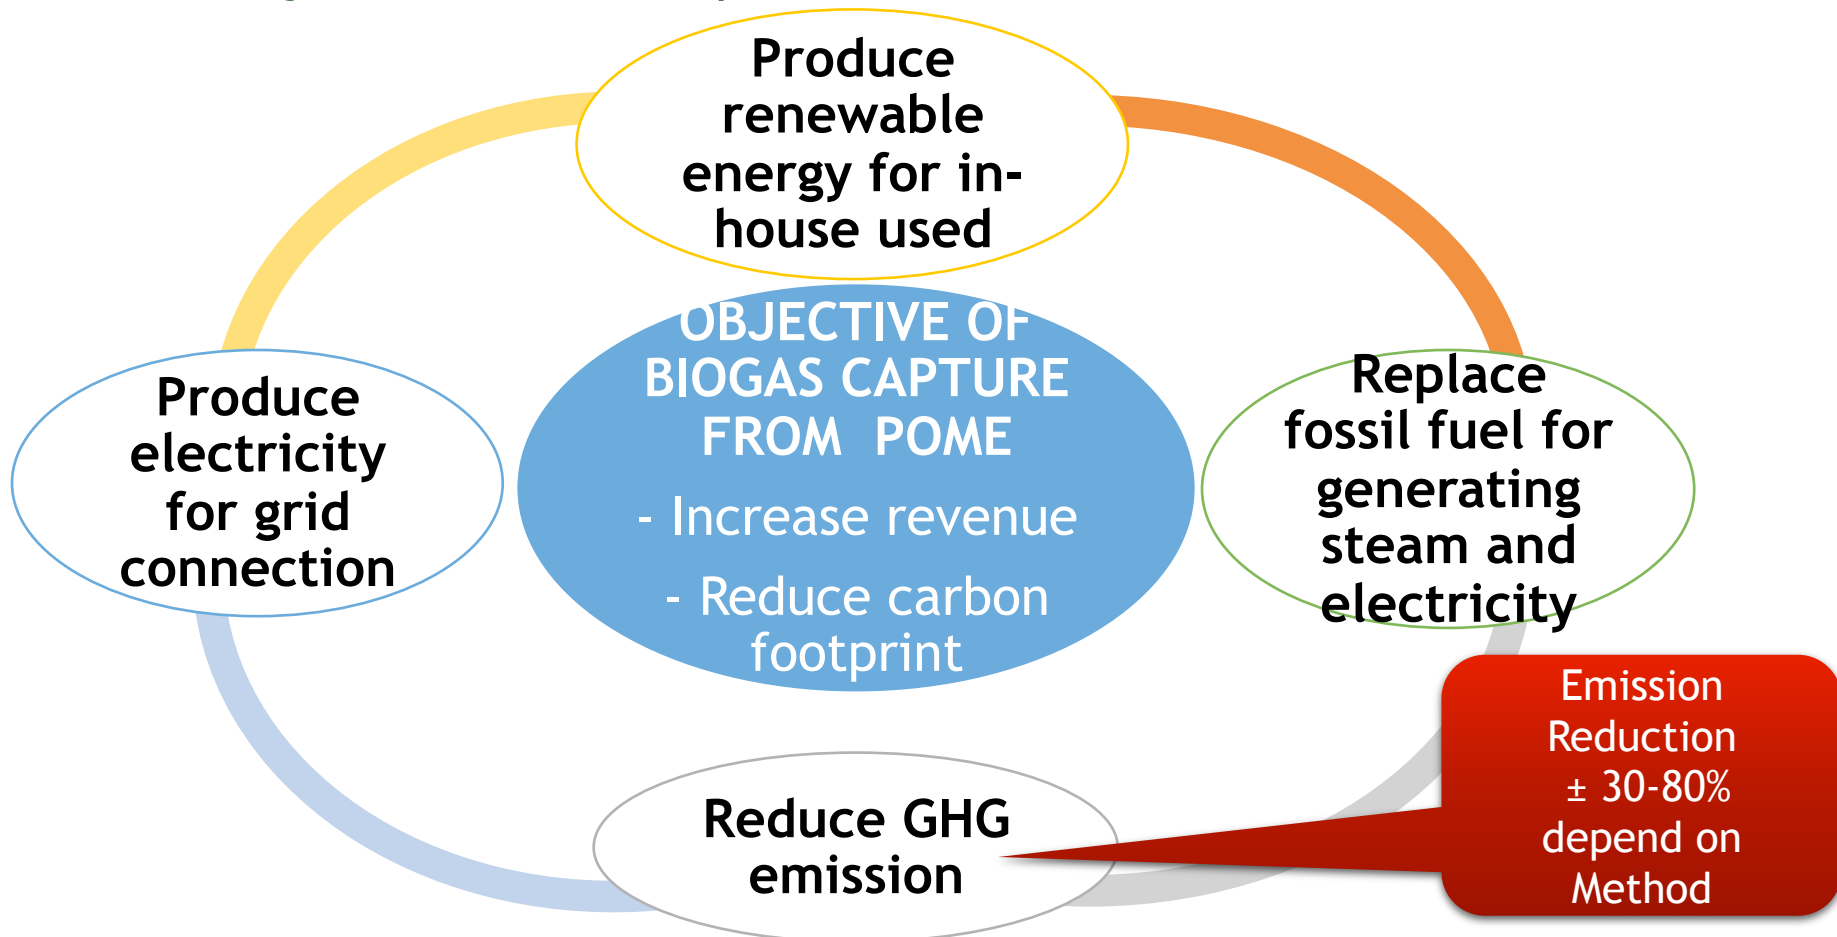 Produce
renewable
energy for in-
house used
OBJECTIVE OF
BIOGAS CAPTURE
FROM POME
- Increase revenue
- Reduce carbon
footprint
Produce
electricity
for grid
connection
Replace
fossil fuel for
generating
steam and
electricity
Reduce GHG
emission
Emission
Reduction
± 30-80%
depend on
Method